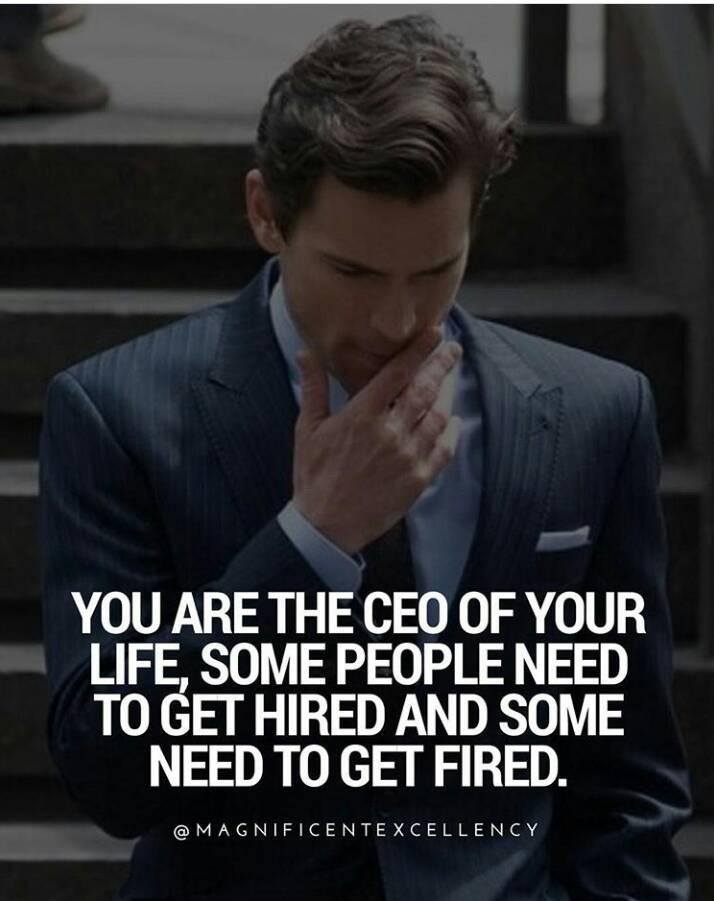 YOU ARE THE CEO OF YOUR
LIFE, SOME PEOPLE NEED
TO GET HIRED AND SOME
NEED TO GET FIRED.
@MAGNIFICENTEXCELLENCY